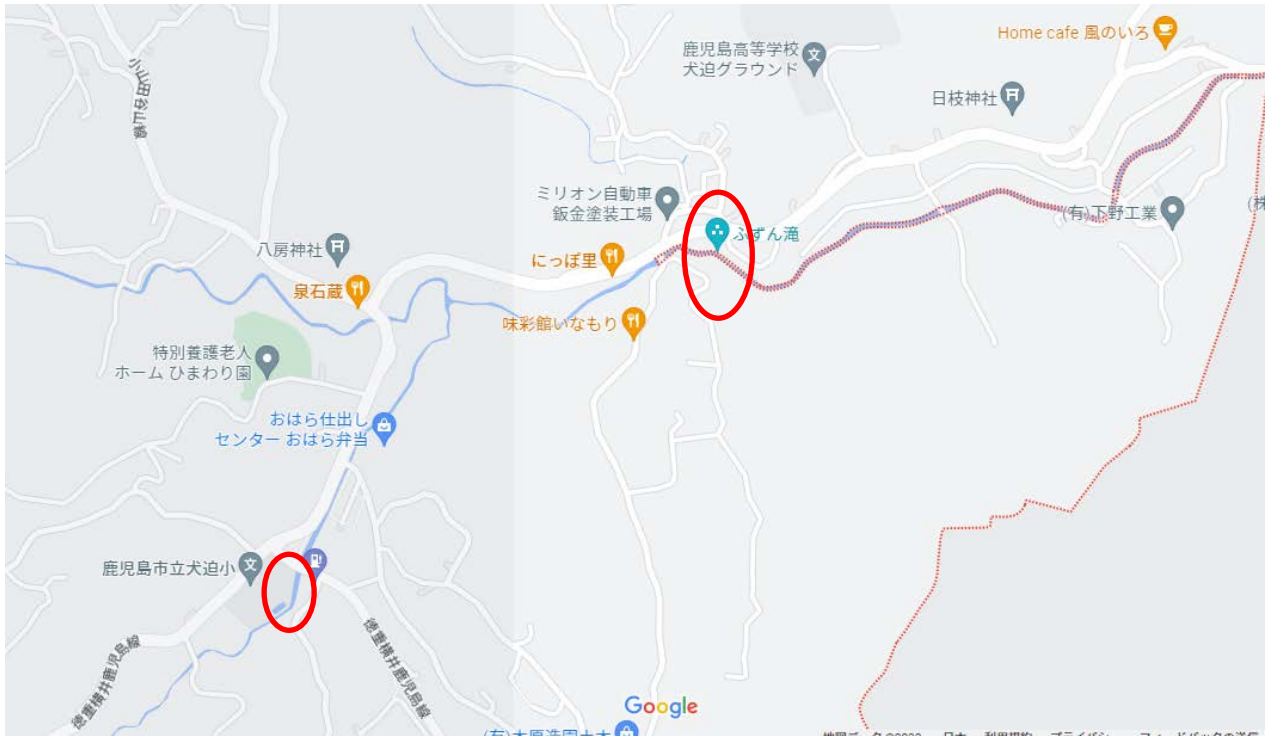 Home cafe 風のいろ
鹿児島高等学校
犬迫グラウンド
日枝神社
小山田谷山線
ミリオン自動車
鈑金塗装工場
(有)下野工業
(株
ふずん滝
八房神社
にっぽ里
泉石蔵
味彩館いなもり
特別養護老人
ホーム ひまわり園
おはら仕出し
センター おはら弁当
鹿児島市立犬迫小
徳重横井鹿児島線
徳重横井鹿児島線
Google